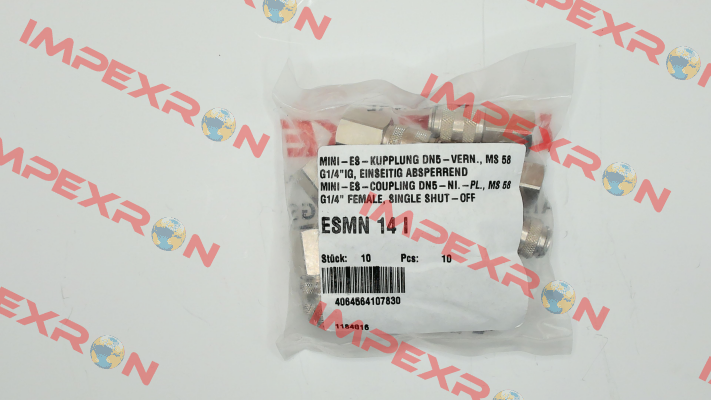 IMPEXRON
IMPEXRON
IMPEXRON
MINI-ES-KUPPLUNG DN5-VERN., MS 58
G1/4"IG, EINSEITIG ABSPERREND
MINI-ES-COUPLING DN5-NI.-PL., MS 58
G1/4" FEMALE, SINGLE SHUT-OFF
ESMN 14 I
Stück: 10 Pcs: 10
4064564107830
1184016
IMPEXRON
IMPEXRON
IMPEXRON